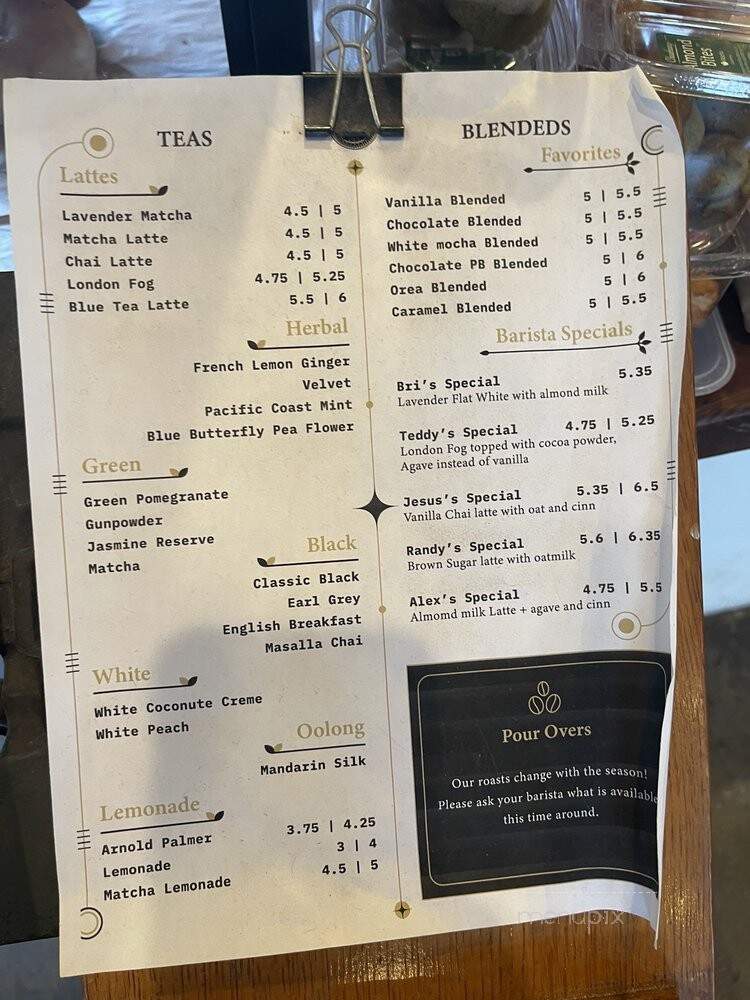 Almond
Bites
TEAS
Lattes
Lavender Matcha 4.5 | 5
Matcha Latte 4.5 | 5
Chai Latte 4.5 | 5
London Fog 4.75 | 5.25
Blue Tea Latte 5.5 | 6
Herbal
French Lemon Ginger
Velvet
Pacific Coast Mint
Blue Butterfly Pea Flower
Green
Green Pomegranate
Gunpowder
Jasmine Reserve
Matcha
Black
Classic Black
Earl Grey
English Breakfast
Masalla Chai
White
White Coconute Creme
White Peach
Oolong
Mandarin Silk
Lemonade
Arnold Palmer 3.75 | 4.25
Lemonade 3 | 4
Matcha Lemonade 4.5 | 5
BLENDEDS
Favorites
Vanilla Blended 5 | 5.5
Chocolate Blended 5 | 5.5
White mocha Blended 5 | 5.5
Chocolate PB Blended 5 | 6
Orea Blended 5 | 6
Caramel Blended 5 | 5.5
Barista Specials
Bri's Special 5.35
Lavender Flat White with almond milk
Teddy's Special 4.75 | 5.25
London Fog topped with cocoa powder,
Agave instead of vanilla
Jesus's Special 5.35 | 6.5
Vanilla Chai latte with oat and cinn
Randy's Special 5.6 | 6.35
Brown Sugar latte with oatmilk
Alex's Special 4.75 | 5.5
Almomd milk Latte + agave and cinn
Pour Overs
Our roasts change with the season!
Please ask your barista what is available
this time around.
menupix